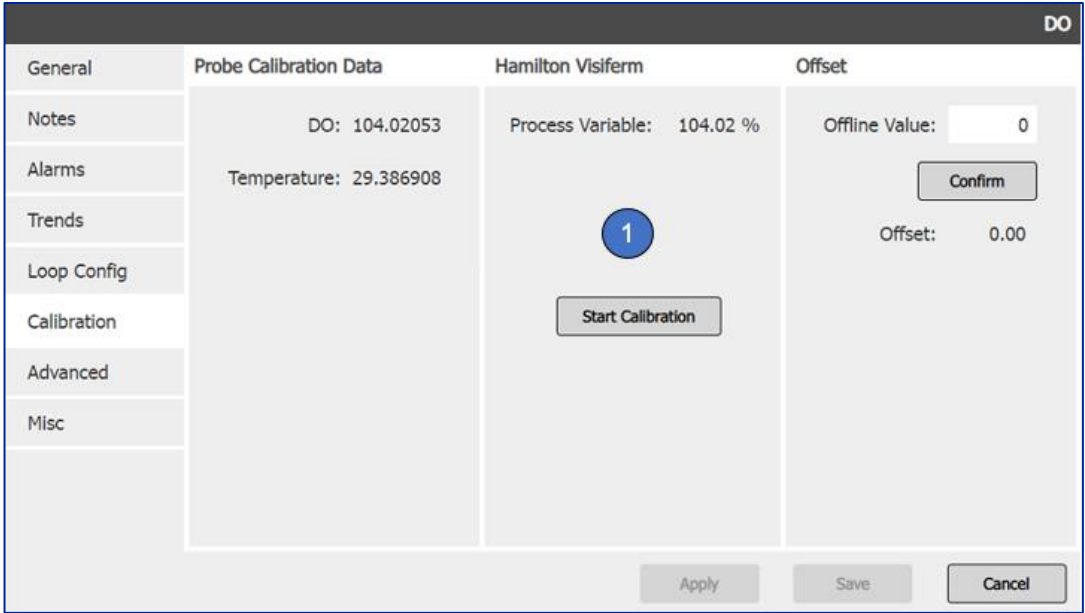 DO
General
Notes
Alarms
Trends
Loop Config
Calibration
Advanced
Misc
Probe Calibration Data
DO: 104.02053
Temperature: 29.386908
Hamilton Visiferm
Process Variable: 104.02 %
1
Start Calibration
Offset
Offline Value: 0
Confirm
Offset: 0.00
Apply
Save
Cancel